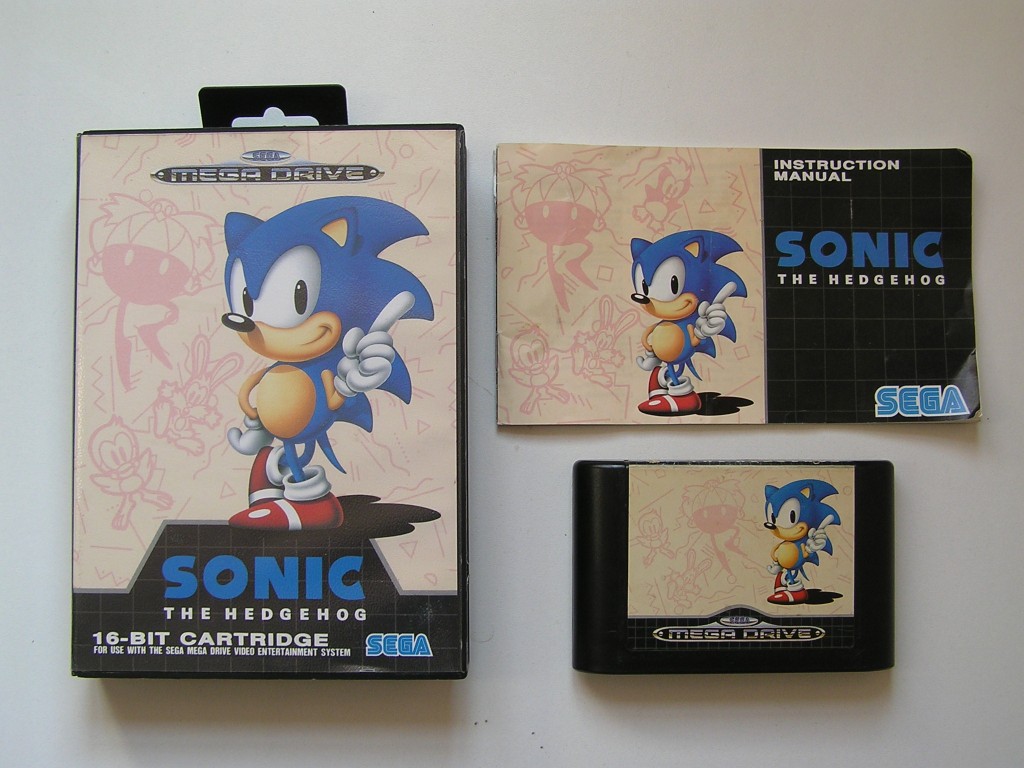 SEGA
MEGA DRIVE
SONIC
THE HEDGEHOG
16-BIT CARTRIDGE
FOR USE WITH THE SEGA MEGA DRIVE VIDEO ENTERTAINMENT SYSTEM
SEGA
INSTRUCTION
MANUAL
SONIC
THE HEDGEHOG
SEGA
SEGA
MEGA DRIVE